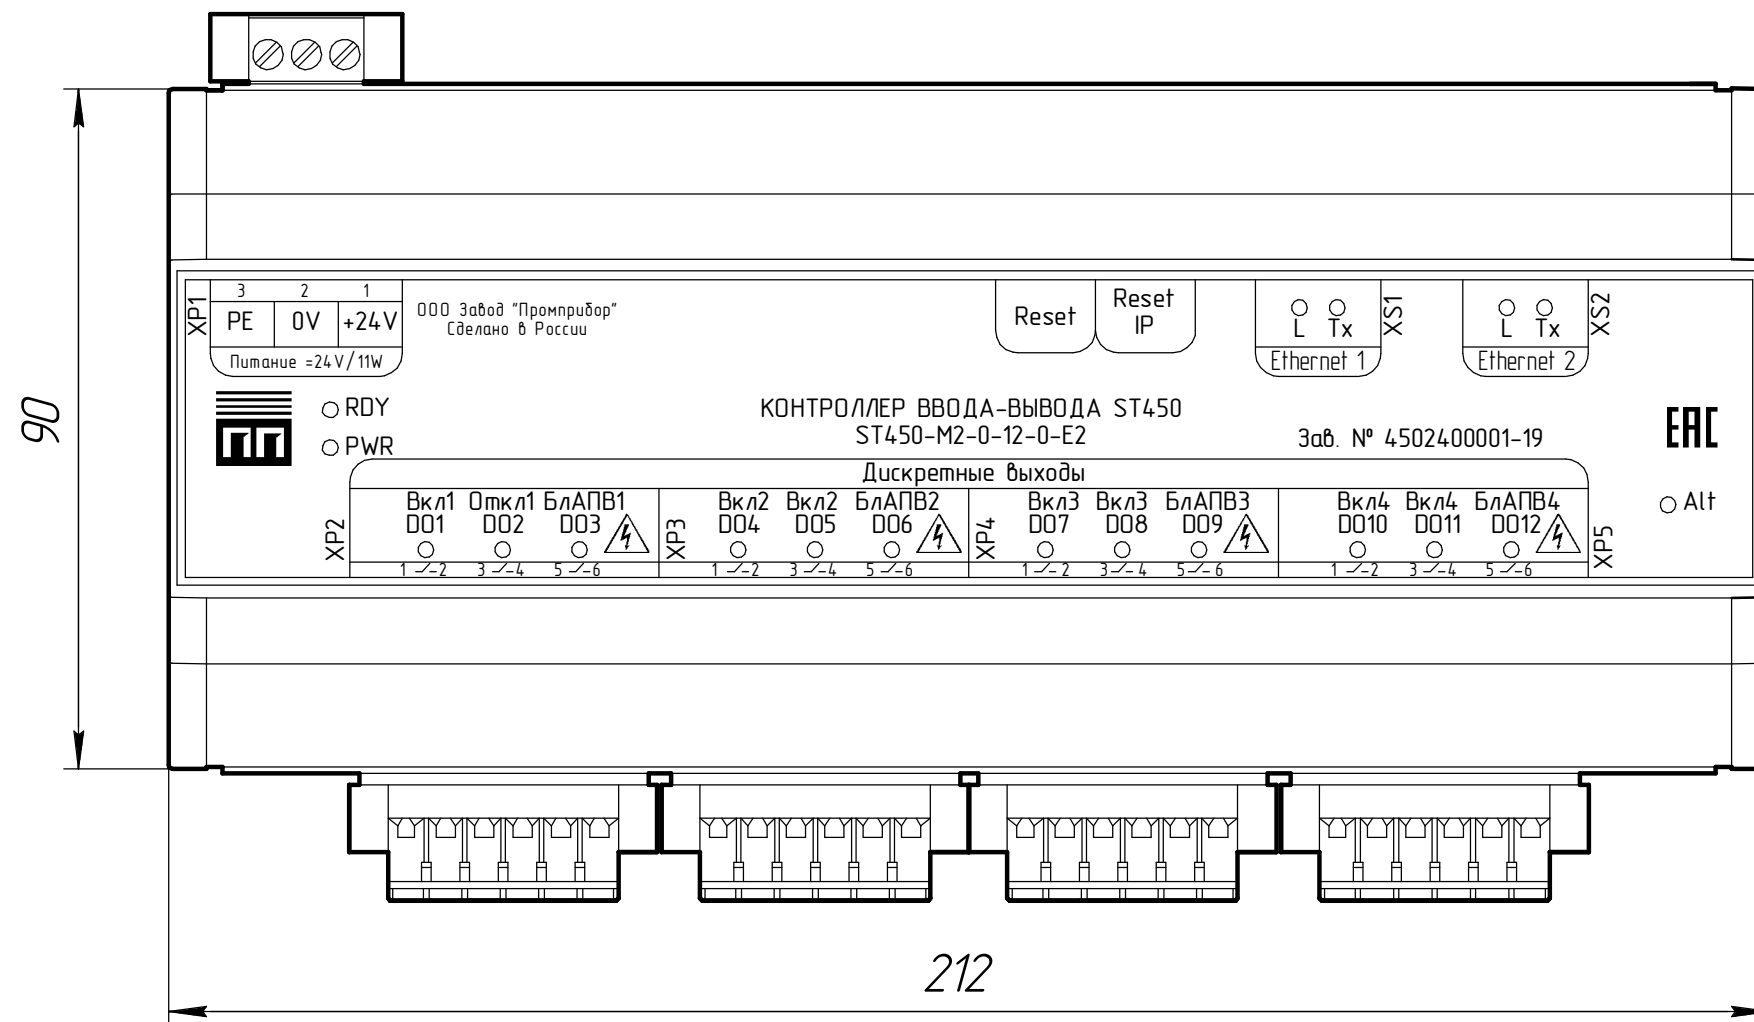 3 2 1
XP1 PE 0V +24V
Питание =24V/11W
ООО Завод "Промприбор"
Сделано в России
Reset
Reset
IP
L Tx
Ethernet 1
XS1
L Tx
Ethernet 2
XS2
90
RDY
PWR
КОНТРОЛЛЕР ВВОДА-ВЫВОДА ST450
ST450-M2-0-12-0-E2
Зав. № 4502400001-19
EAC
Alt
Дискретные выходы
XP2
Вкл1 Откл1 БлАПВ1
DO1 DO2 DO3
1 2 3 4 5 6
XP3
Вкл2 Вкл2 БлАПВ2
DO4 DO5 DO6
1 2 3 4 5 6
XP4
Вкл3 Вкл3 БлАПВ3
DO7 DO8 DO9
1 2 3 4 5 6
Вкл4 Вкл4 БлАПВ4
DO10 DO11 DO12
1 2 3 4 5 6
XP5
212